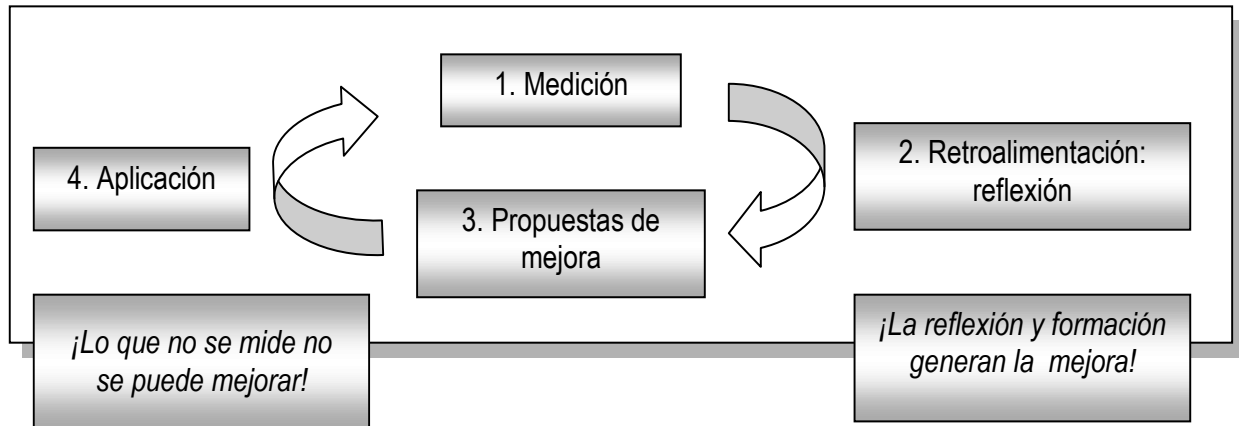 1. Medición
2. Retroalimentación:
reflexión
3. Propuestas de
mejora
4. Aplicación
¡Lo que no se mide no
se puede mejorar!
¡La reflexión y formación
generan la mejora!